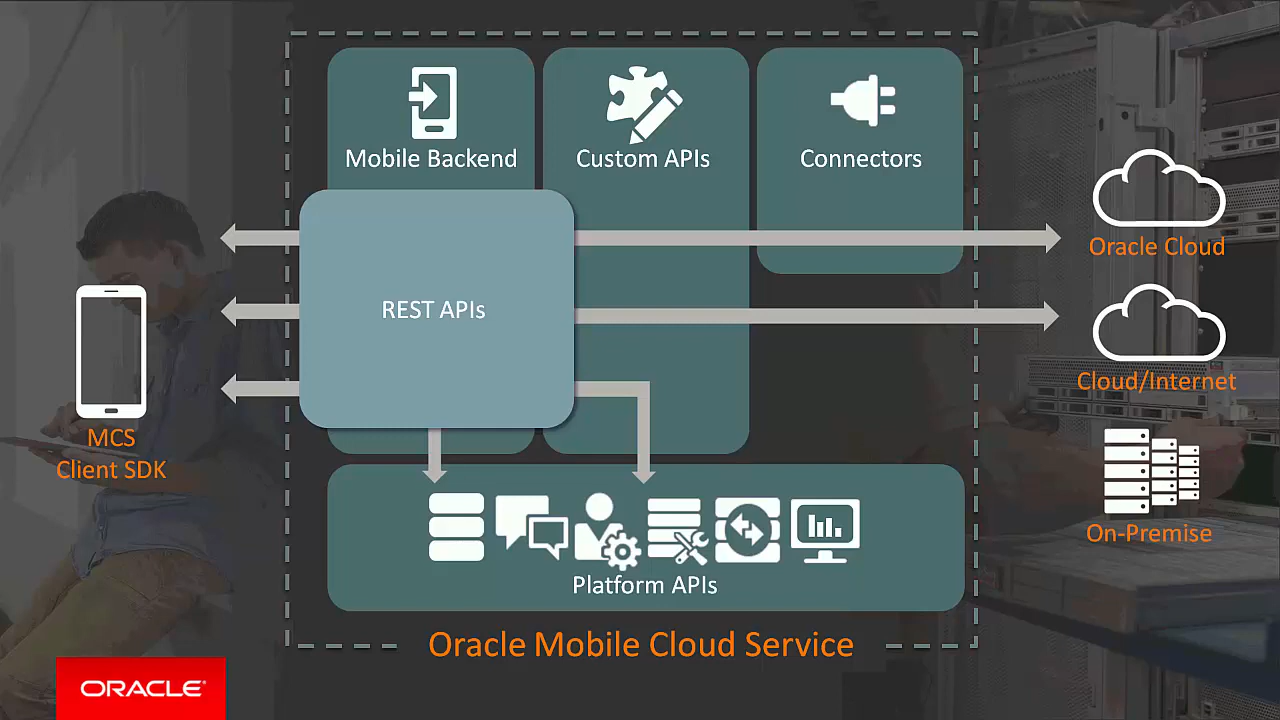 Mobile Backend
Custom APIs
Connectors
REST APIs
Oracle Cloud
Cloud/Internet
MCS
Client SDK
On-Premise
Platform APIs
Oracle Mobile Cloud Service
ORACLE®